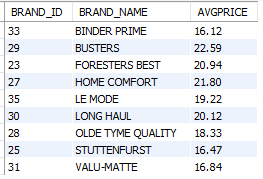 BRAND_ID BRAND_NAME AVGPRICE
33 BINDER PRIME 16.12
29 BUSTERS 22.59
23 FORESTERS BEST 20.94
27 HOME COMFORT 21.80
35 LE MODE 19.22
30 LONG HAUL 20.12
28 OLDE TYME QUALITY 18.33
25 STUTTENFURST 16.47
31 VALU-MATTE 16.84